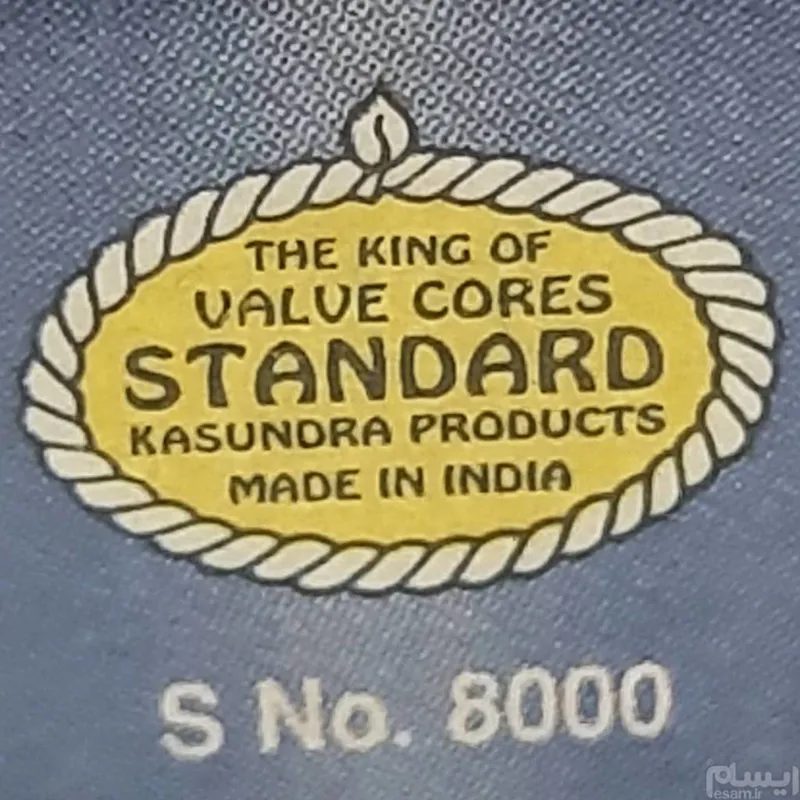 THE KING OF
VALUE CORES
STANDARD
KASUNDRA PRODUCTS
MADE IN INDIA
S No. 8000
ایسام
esam.ir